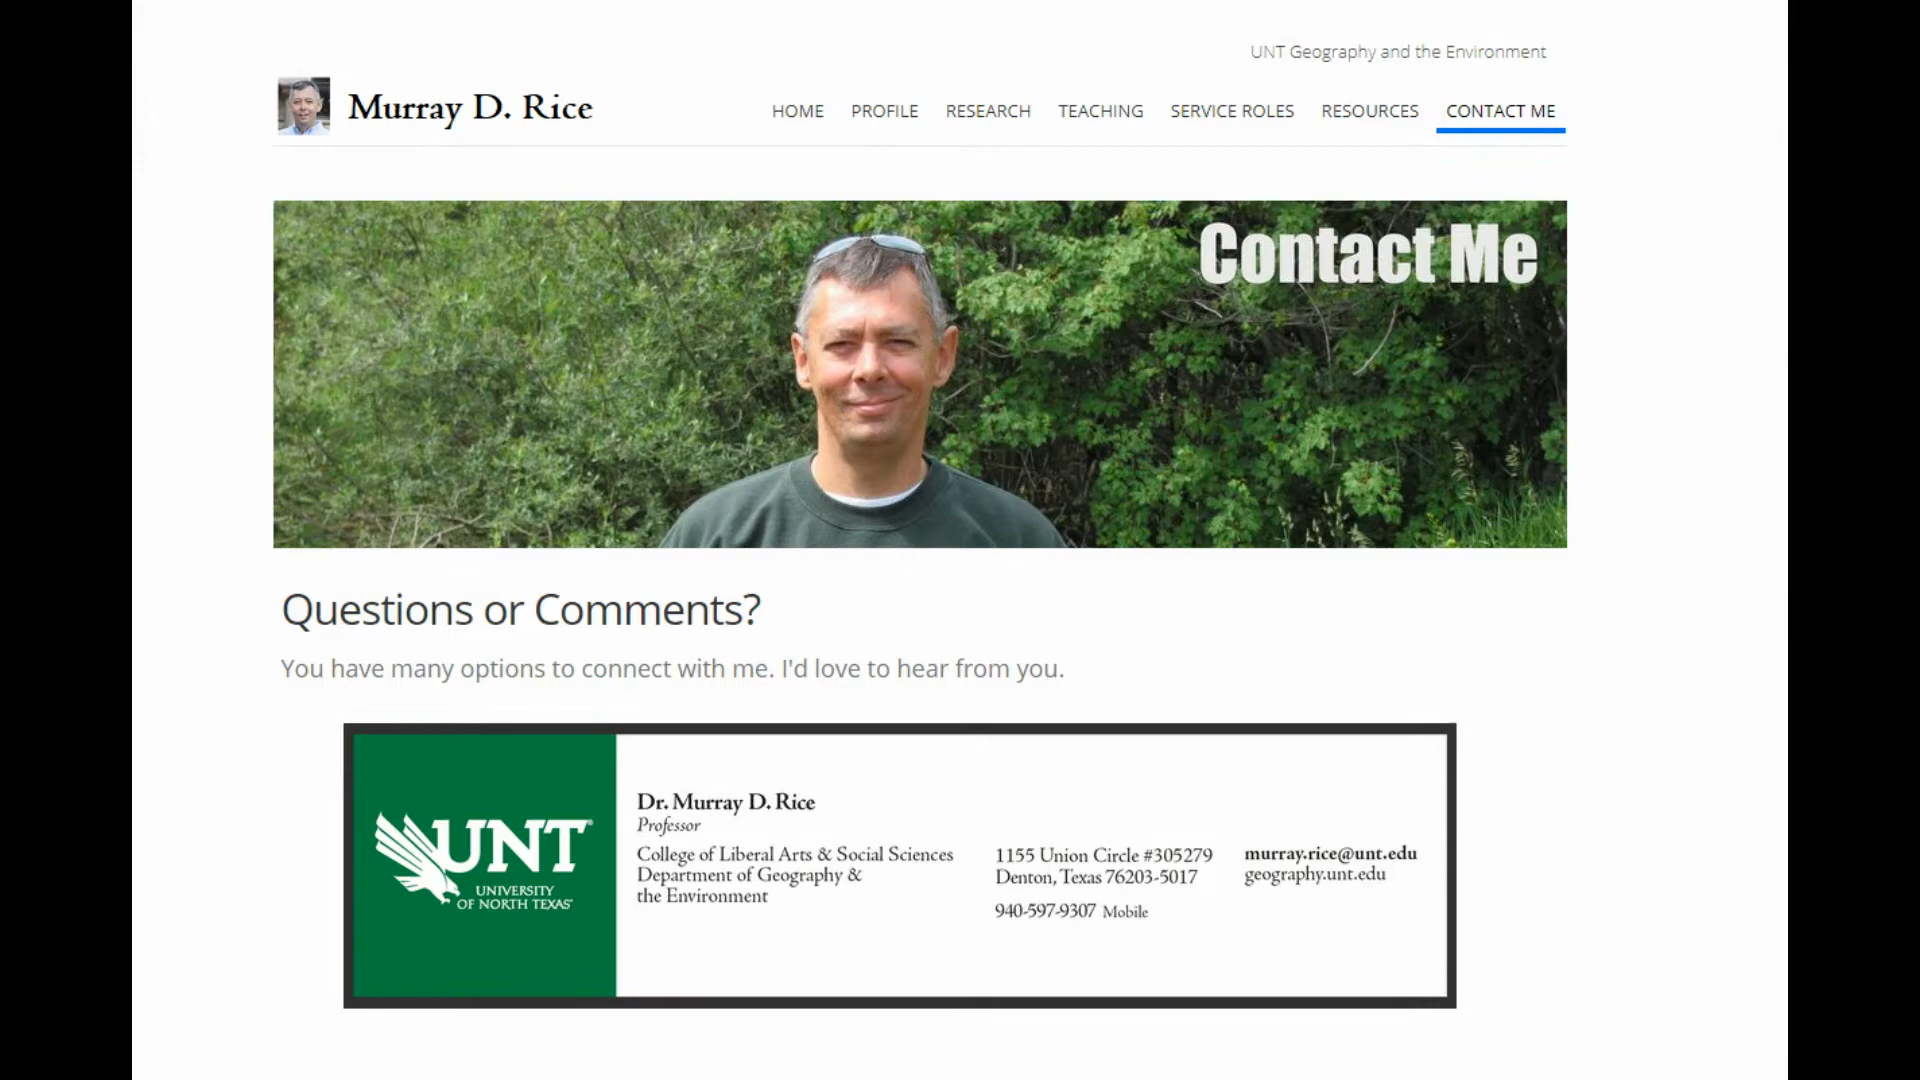 UNT Geography and the Environment
Murray D. Rice
HOME PROFILE RESEARCH TEACHING SERVICE ROLES RESOURCES CONTACT ME
Contact Me
Questions or Comments?
You have many options to connect with me. I'd love to hear from you.
UNT®
UNIVERSITY
OF NORTH TEXAS®
Dr. Murray D. Rice
Professor
College of Liberal Arts & Social Sciences
Department of Geography &
the Environment
1155 Union Circle #305279
Denton, Texas 76203-5017
940-597-9307 Mobile
murray.rice@unt.edu
geography.unt.edu